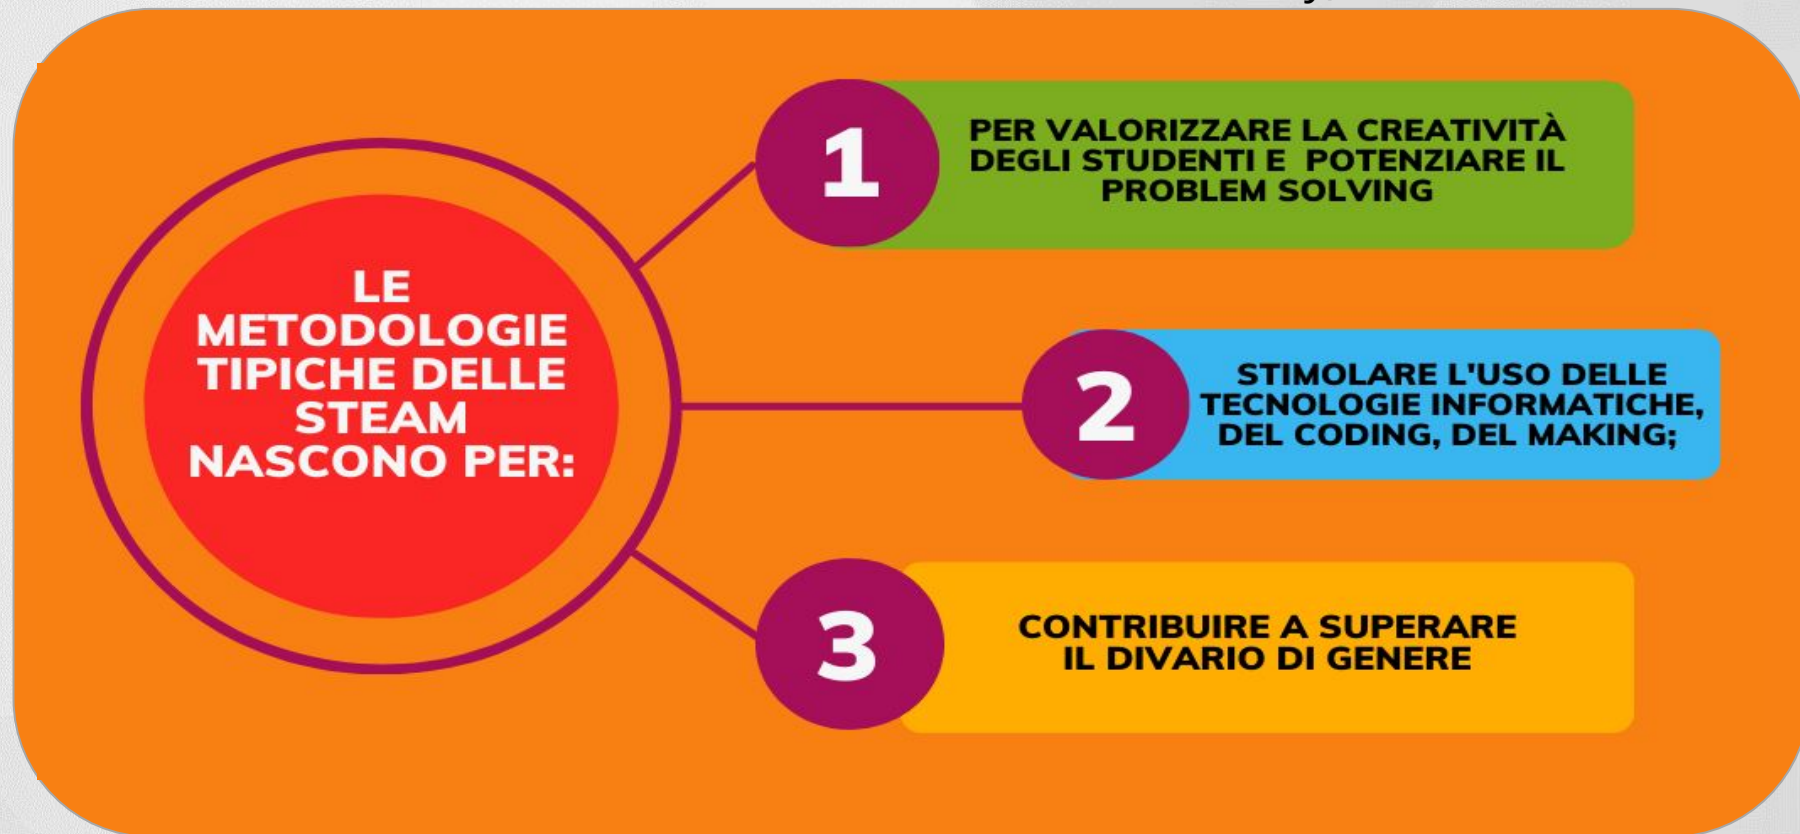 LE
METODOLOGIE
TIPICHE DELLE
STEAM
NASCONO PER:
1
PER VALORIZZARE LA CREATIVITÀ
DEGLI STUDENTI E POTENZIARE IL
PROBLEM SOLVING
2
STIMOLARE L'USO DELLE
TECNOLOGIE INFORMATICHE,
DEL CODING, DEL MAKING;
3
CONTRIBUIRE A SUPERARE
IL DIVARIO DI GENERE